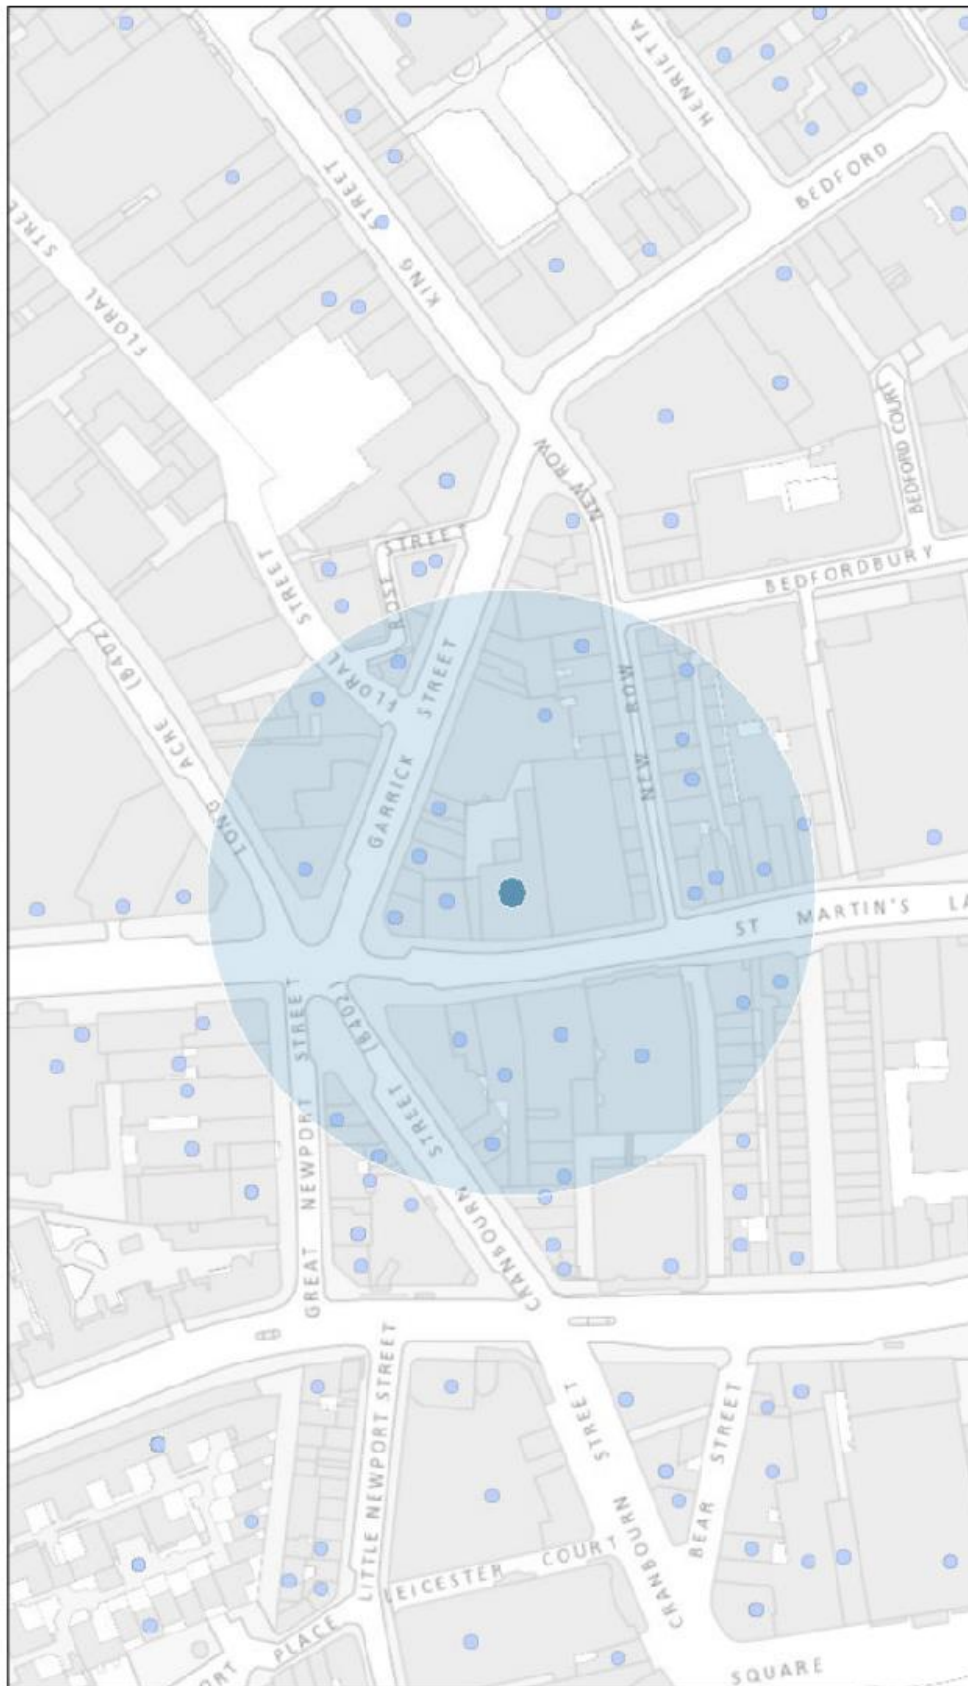 HENRIETTA
BEDFORD
STREET
KING
STREET
FLORAL
NEW ROW
BEDFORD COURT
STREET
ROSE
BEDFORDBURY
STREET
FLORAL
STREET
GARRICK
NEW ROW
(B402)
ACRE
LONG
ST MARTIN'S LA
GREAT NEWPORT STREET
(B402)
STREET
CRANBOURN
LITTLE NEWPORT STREET
STREET
CRANBOURN
BEAR STREET
LEICESTER COURT
PORT PLACE
SQUARE